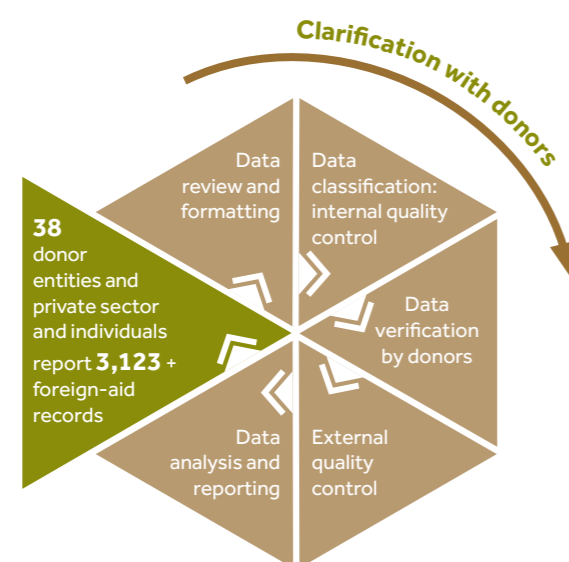 Clarification with donors
38
donor
entities and
private sector
and individuals
report 3,123 +
foreign-aid
records
Data
review and
formatting
Data
classification:
internal quality
control
Data
verification
by donors
External
quality
control
Data
analysis and
reporting